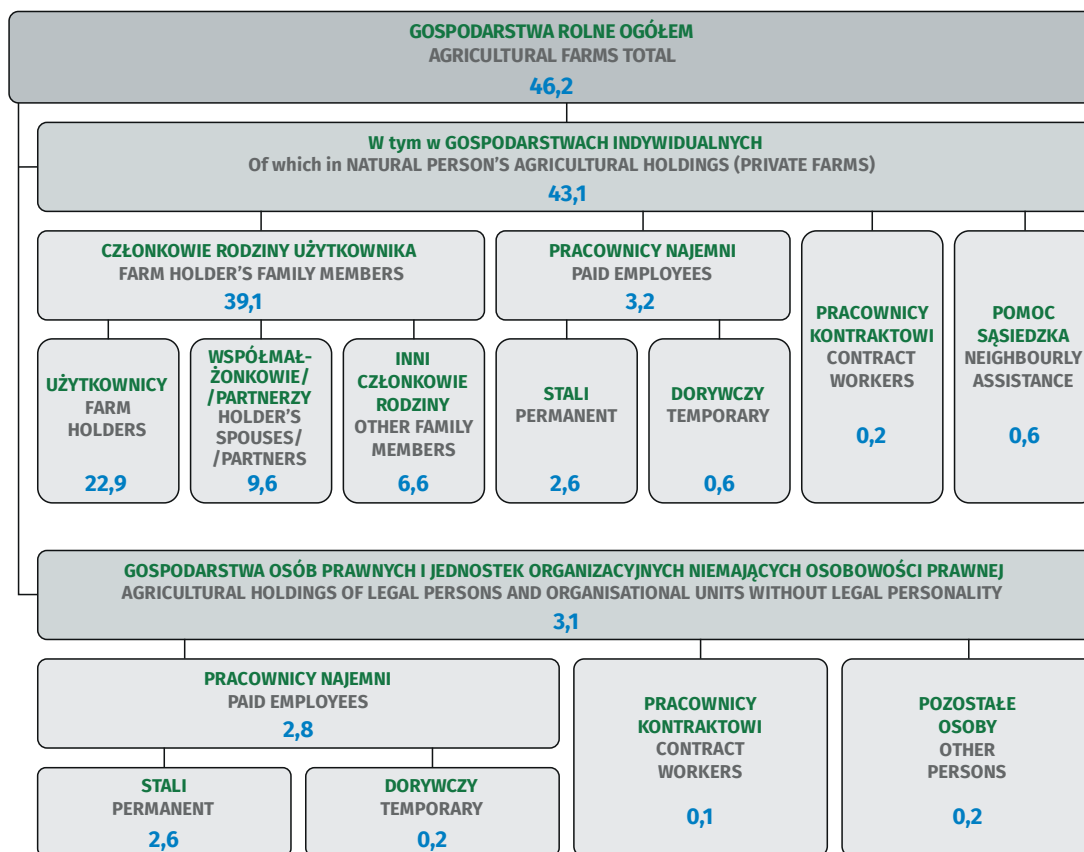 GOSPODARSTWA ROLNE OGÓŁEM
AGRICULTURAL FARMS TOTAL
46,2
W tym w GOSPODARSTWACH INDYWIDUALNYCH
Of which in NATURAL PERSON'S AGRICULTURAL HOLDINGS (PRIVATE FARMS)
43,1
CZŁONKOWIE RODZINY UŻYTKOWNIKA
FARM HOLDER'S FAMILY MEMBERS
39,1
PRACOWNICY NAJEMNI
PAID EMPLOYEES
3,2
PRACOWNICY
KONTRAKTOWI
CONTRACT
WORKERS
0,2
POMOC
SĄSIEDZKA
NEIGHBOURLY
ASSISTANCE
0,6
UŻYTKOWNICY
FARM
HOLDERS
22,9
WSPÓŁMAŁ-
ŻONKOWIE/
/PARTNERZY
HOLDER'S
SPOUSES/
/PARTNERS
9,6
INNI
CZŁONKOWIE
RODZINY
OTHER FAMILY
MEMBERS
6,6
STALI
PERMANENT
2,6
DORYWCZY
TEMPORARY
0,6
GOSPODARSTWA OSÓB PRAWNYCH I JEDNOSTEK ORGANIZACYJNYCH NIEMAJĄCYCH OSOBOWOŚCI PRAWNEJ
AGRICULTURAL HOLDINGS OF LEGAL PERSONS AND ORGANISATIONAL UNITS WITHOUT LEGAL PERSONALITY
3,1
PRACOWNICY NAJEMNI
PAID EMPLOYEES
2,8
STALI
PERMANENT
2,6
DORYWCZY
TEMPORARY
0,2
PRACOWNICY
KONTRAKTOWI
CONTRACT
WORKERS
0,1
POZOSTAŁE
OSOBY
OTHER
PERSONS
0,2